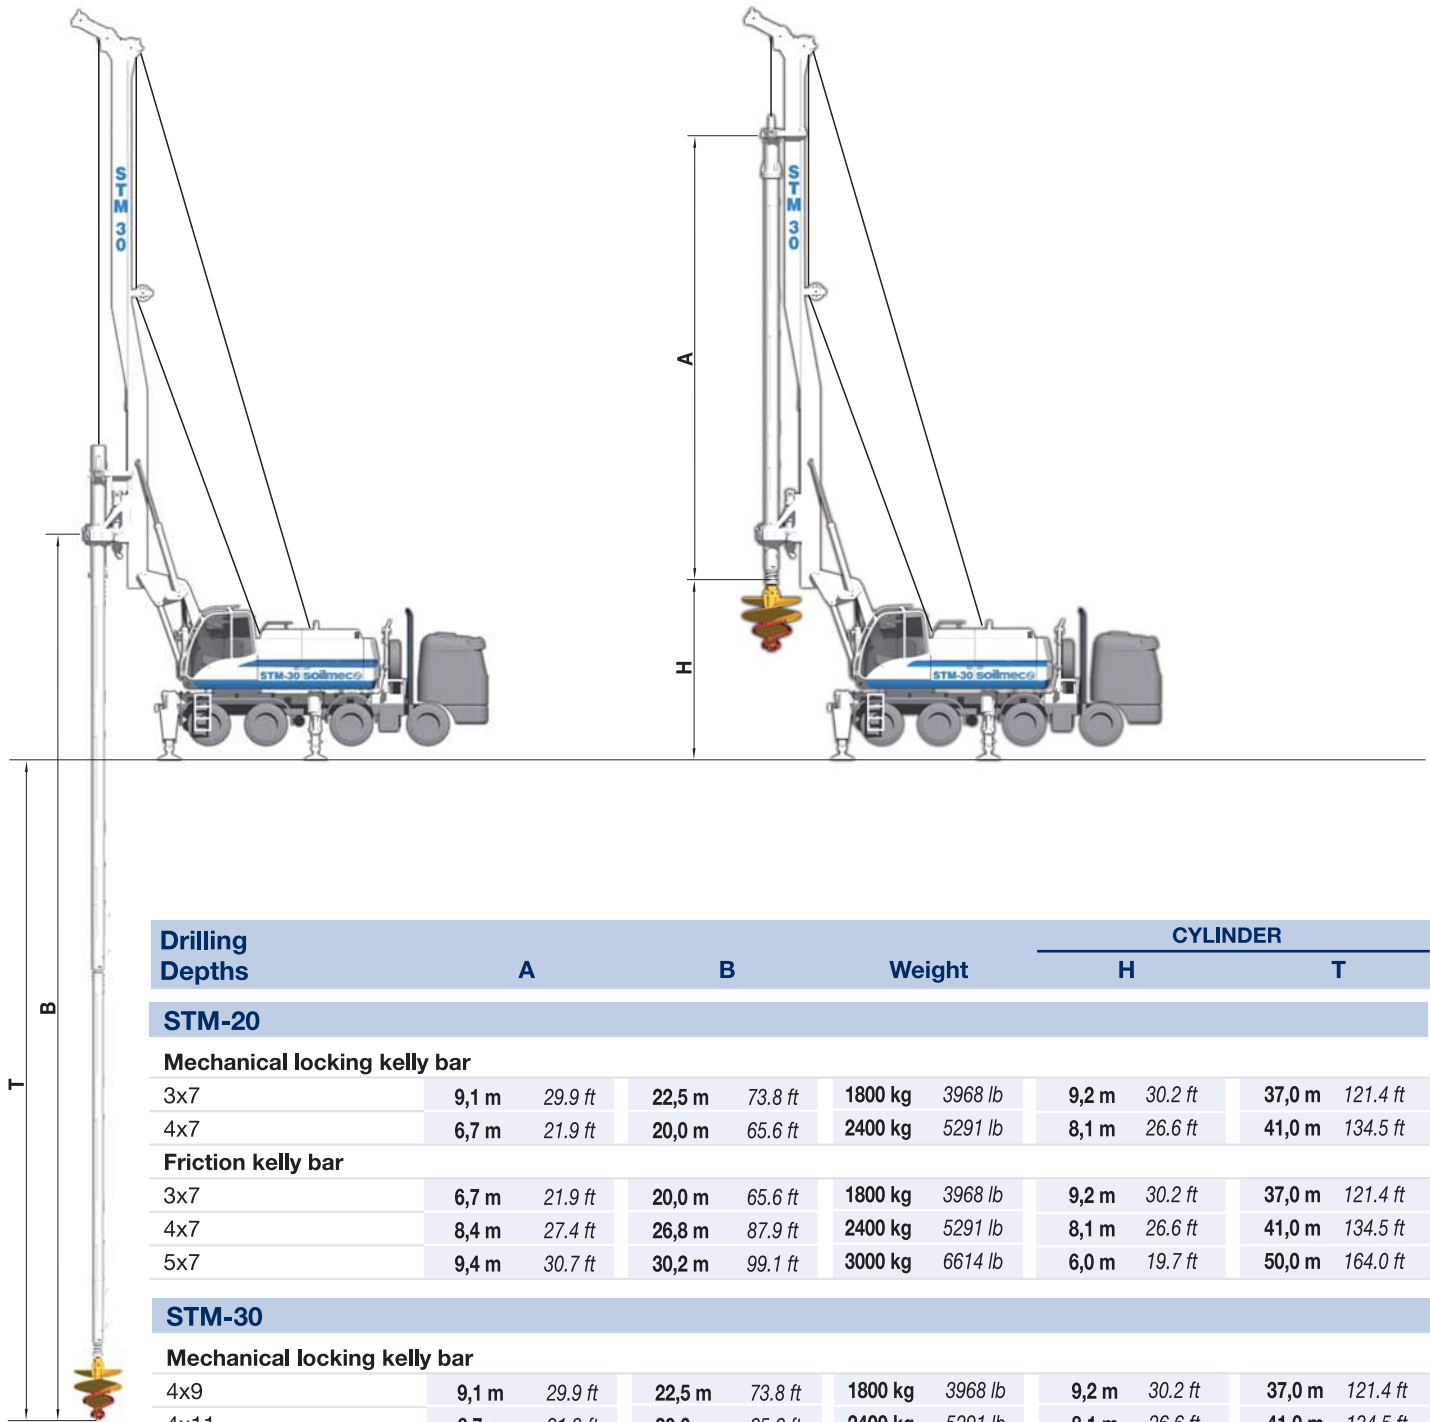 STM 30
STM 30
A
H
STM-30 soilmec
STM-30 soilmec
B
T
Drilling Depths A B Weight CYLINDER H T
STM-20
Mechanical locking kelly bar
3x7 9,1 m 29.9 ft 22,5 m 73.8 ft 1800 kg 3968 lb 9,2 m 30.2 ft 37,0 m 121.4 ft
4x7 6,7 m 21.9 ft 20,0 m 65.6 ft 2400 kg 5291 lb 8,1 m 26.6 ft 41,0 m 134.5 ft
Friction kelly bar
3x7 6,7 m 21.9 ft 20,0 m 65.6 ft 1800 kg 3968 lb 9,2 m 30.2 ft 37,0 m 121.4 ft
4x7 8,4 m 27.4 ft 26,8 m 87.9 ft 2400 kg 5291 lb 8,1 m 26.6 ft 41,0 m 134.5 ft
5x7 9,4 m 30.7 ft 30,2 m 99.1 ft 3000 kg 6614 lb 6,0 m 19.7 ft 50,0 m 164.0 ft
STM-30
Mechanical locking kelly bar
4x9 9,1 m 29.9 ft 22,5 m 73.8 ft 1800 kg 3968 lb 9,2 m 30.2 ft 37,0 m 121.4 ft